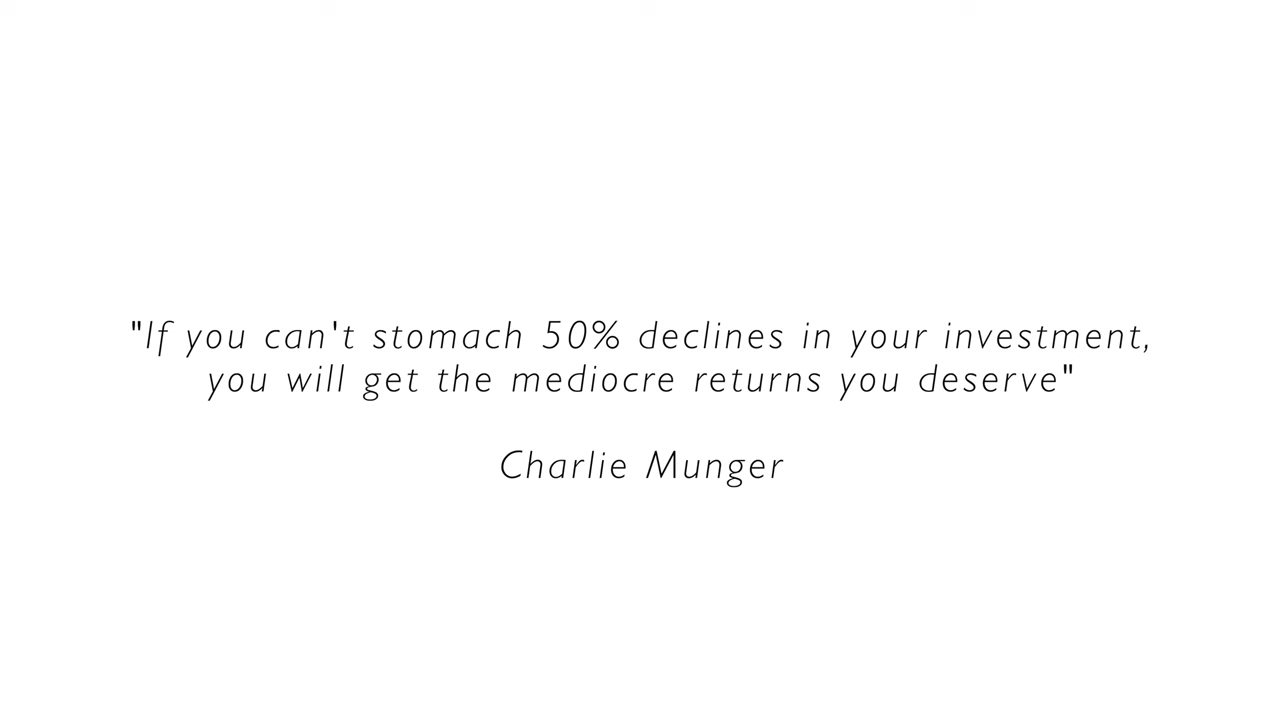 "If you can't stomach 50% declines in your investment,
you will get the mediocre returns you deserve"
Charlie Munger